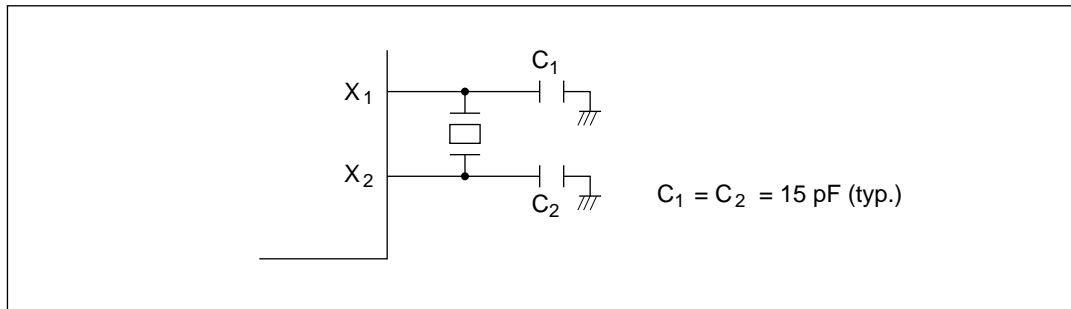 C1
X1
X2
C2
C1 = C2 = 15 pF (typ.)